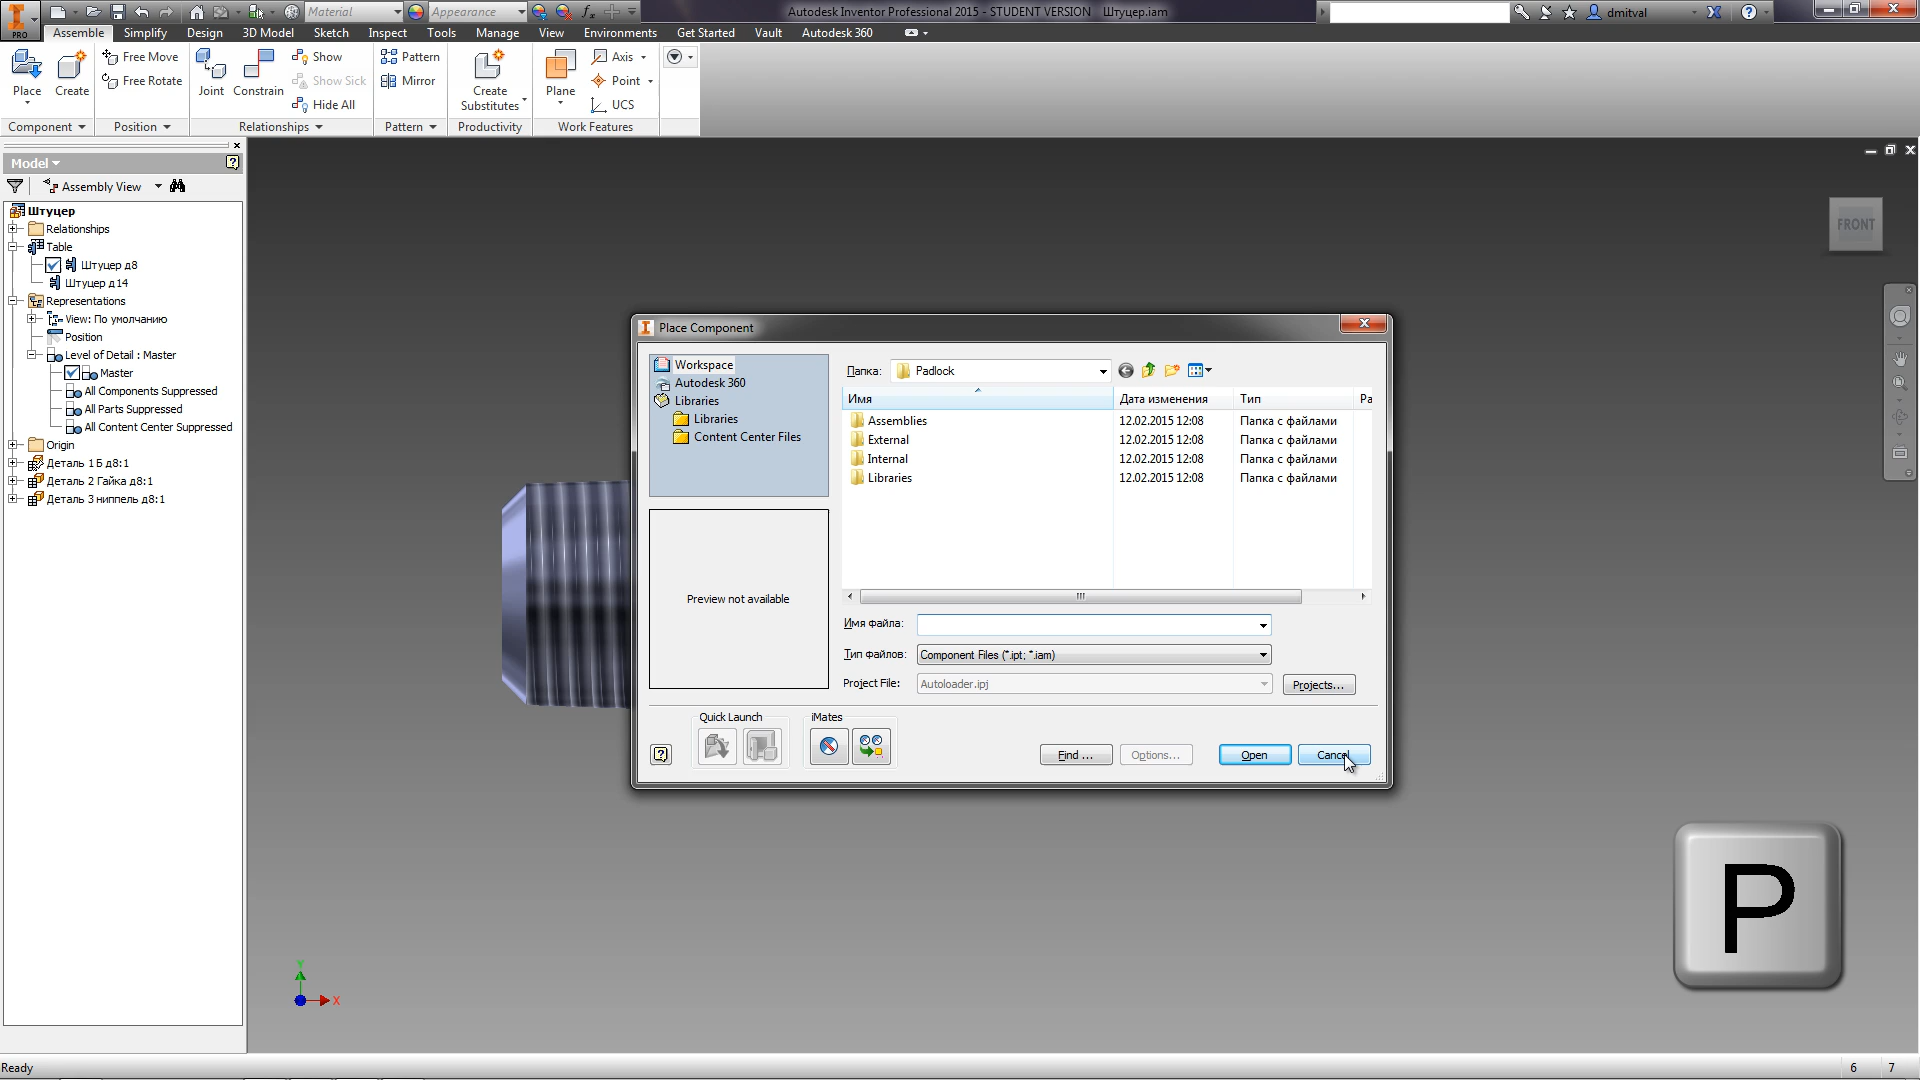 PRO
Material
Appearance
Autodesk Inventor Professional 2015 - STUDENT VERSION Штуцер.iam
dmitval
Assemble Simplify Design 3D Model Sketch Inspect Tools Manage View Environments Get Started Vault Autodesk 360
Place
Create
Free Move
Free Rotate
Joint
Constrain
Show
Show Sick
Hide All
Pattern
Mirror
Create
Substitutes
Plane
Axis
Point
UCS
Component Position Relationships Pattern Productivity Work Features
Model
Assembly View
Штуцер
Relationships
Table
Штуцер д8
Штуцер д14
Representations
View: По умолчанию
Position
Level of Detail : Master
Master
All Components Suppressed
All Parts Suppressed
All Content Center Suppressed
Origin
Деталь 1 Б д8:1
Деталь 2 Гайка д8:1
Деталь 3 ниппель д8:1
FRONT
Place Component
Workspace
Autodesk 360
Libraries
Libraries
Content Center Files
Preview not available
Папка: Padlock
Имя Дата изменения Тип Ра
Assemblies 12.02.2015 12:08 Папка с файлами
External 12.02.2015 12:08 Папка с файлами
Internal 12.02.2015 12:08 Папка с файлами
Libraries 12.02.2015 12:08 Папка с файлами
Имя файла:
Тип файлов: Component Files (*.ipt; *.iam)
Project File: Autoloader.ipj Projects...
Quick Launch iMates
Find ... Options... Open Cancel
P
Y
X
Ready 6 7